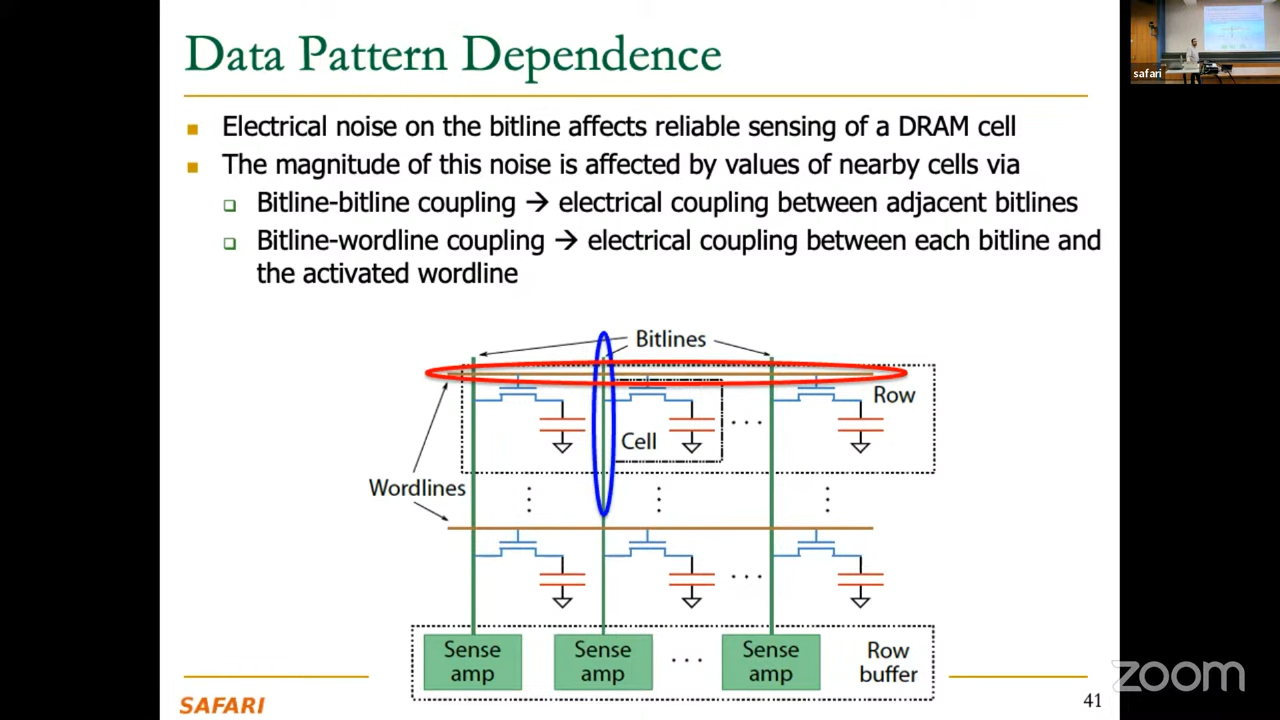 Data Pattern Dependence
safari
Electrical noise on the bitline affects reliable sensing of a DRAM cell
The magnitude of this noise is affected by values of nearby cells via
Bitline-bitline coupling → electrical coupling between adjacent bitlines
Bitline-wordline coupling → electrical coupling between each bitline and
the activated wordline
Bitlines
Row
Cell
Wordlines
Sense
amp
Sense
amp
Sense
amp
Row
buffer
SAFARI
41
zoom